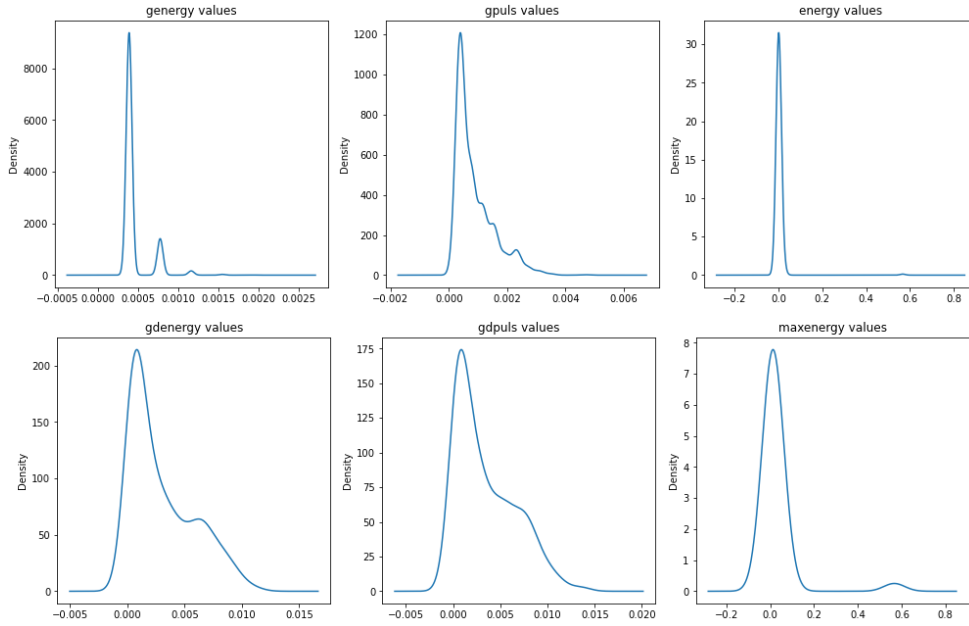 genergy values
gpuls values
energy values
Density
8000
6000
4000
2000
0
−0.0005 0.0000 0.0005 0.0010 0.0015 0.0020 0.0025
Density
1200
1000
800
600
400
200
0
−0.002 0.000 0.002 0.004 0.006
Density
30
25
20
15
10
5
0
−0.2 0.0 0.2 0.4 0.6 0.8
gdenergy values
gdpuls values
maxenergy values
Density
200
150
100
50
0
−0.005 0.000 0.005 0.010 0.015
Density
175
150
125
100
75
50
25
0
−0.005 0.000 0.005 0.010 0.015 0.020
Density
8
7
6
5
4
3
2
1
0
−0.2 0.0 0.2 0.4 0.6 0.8